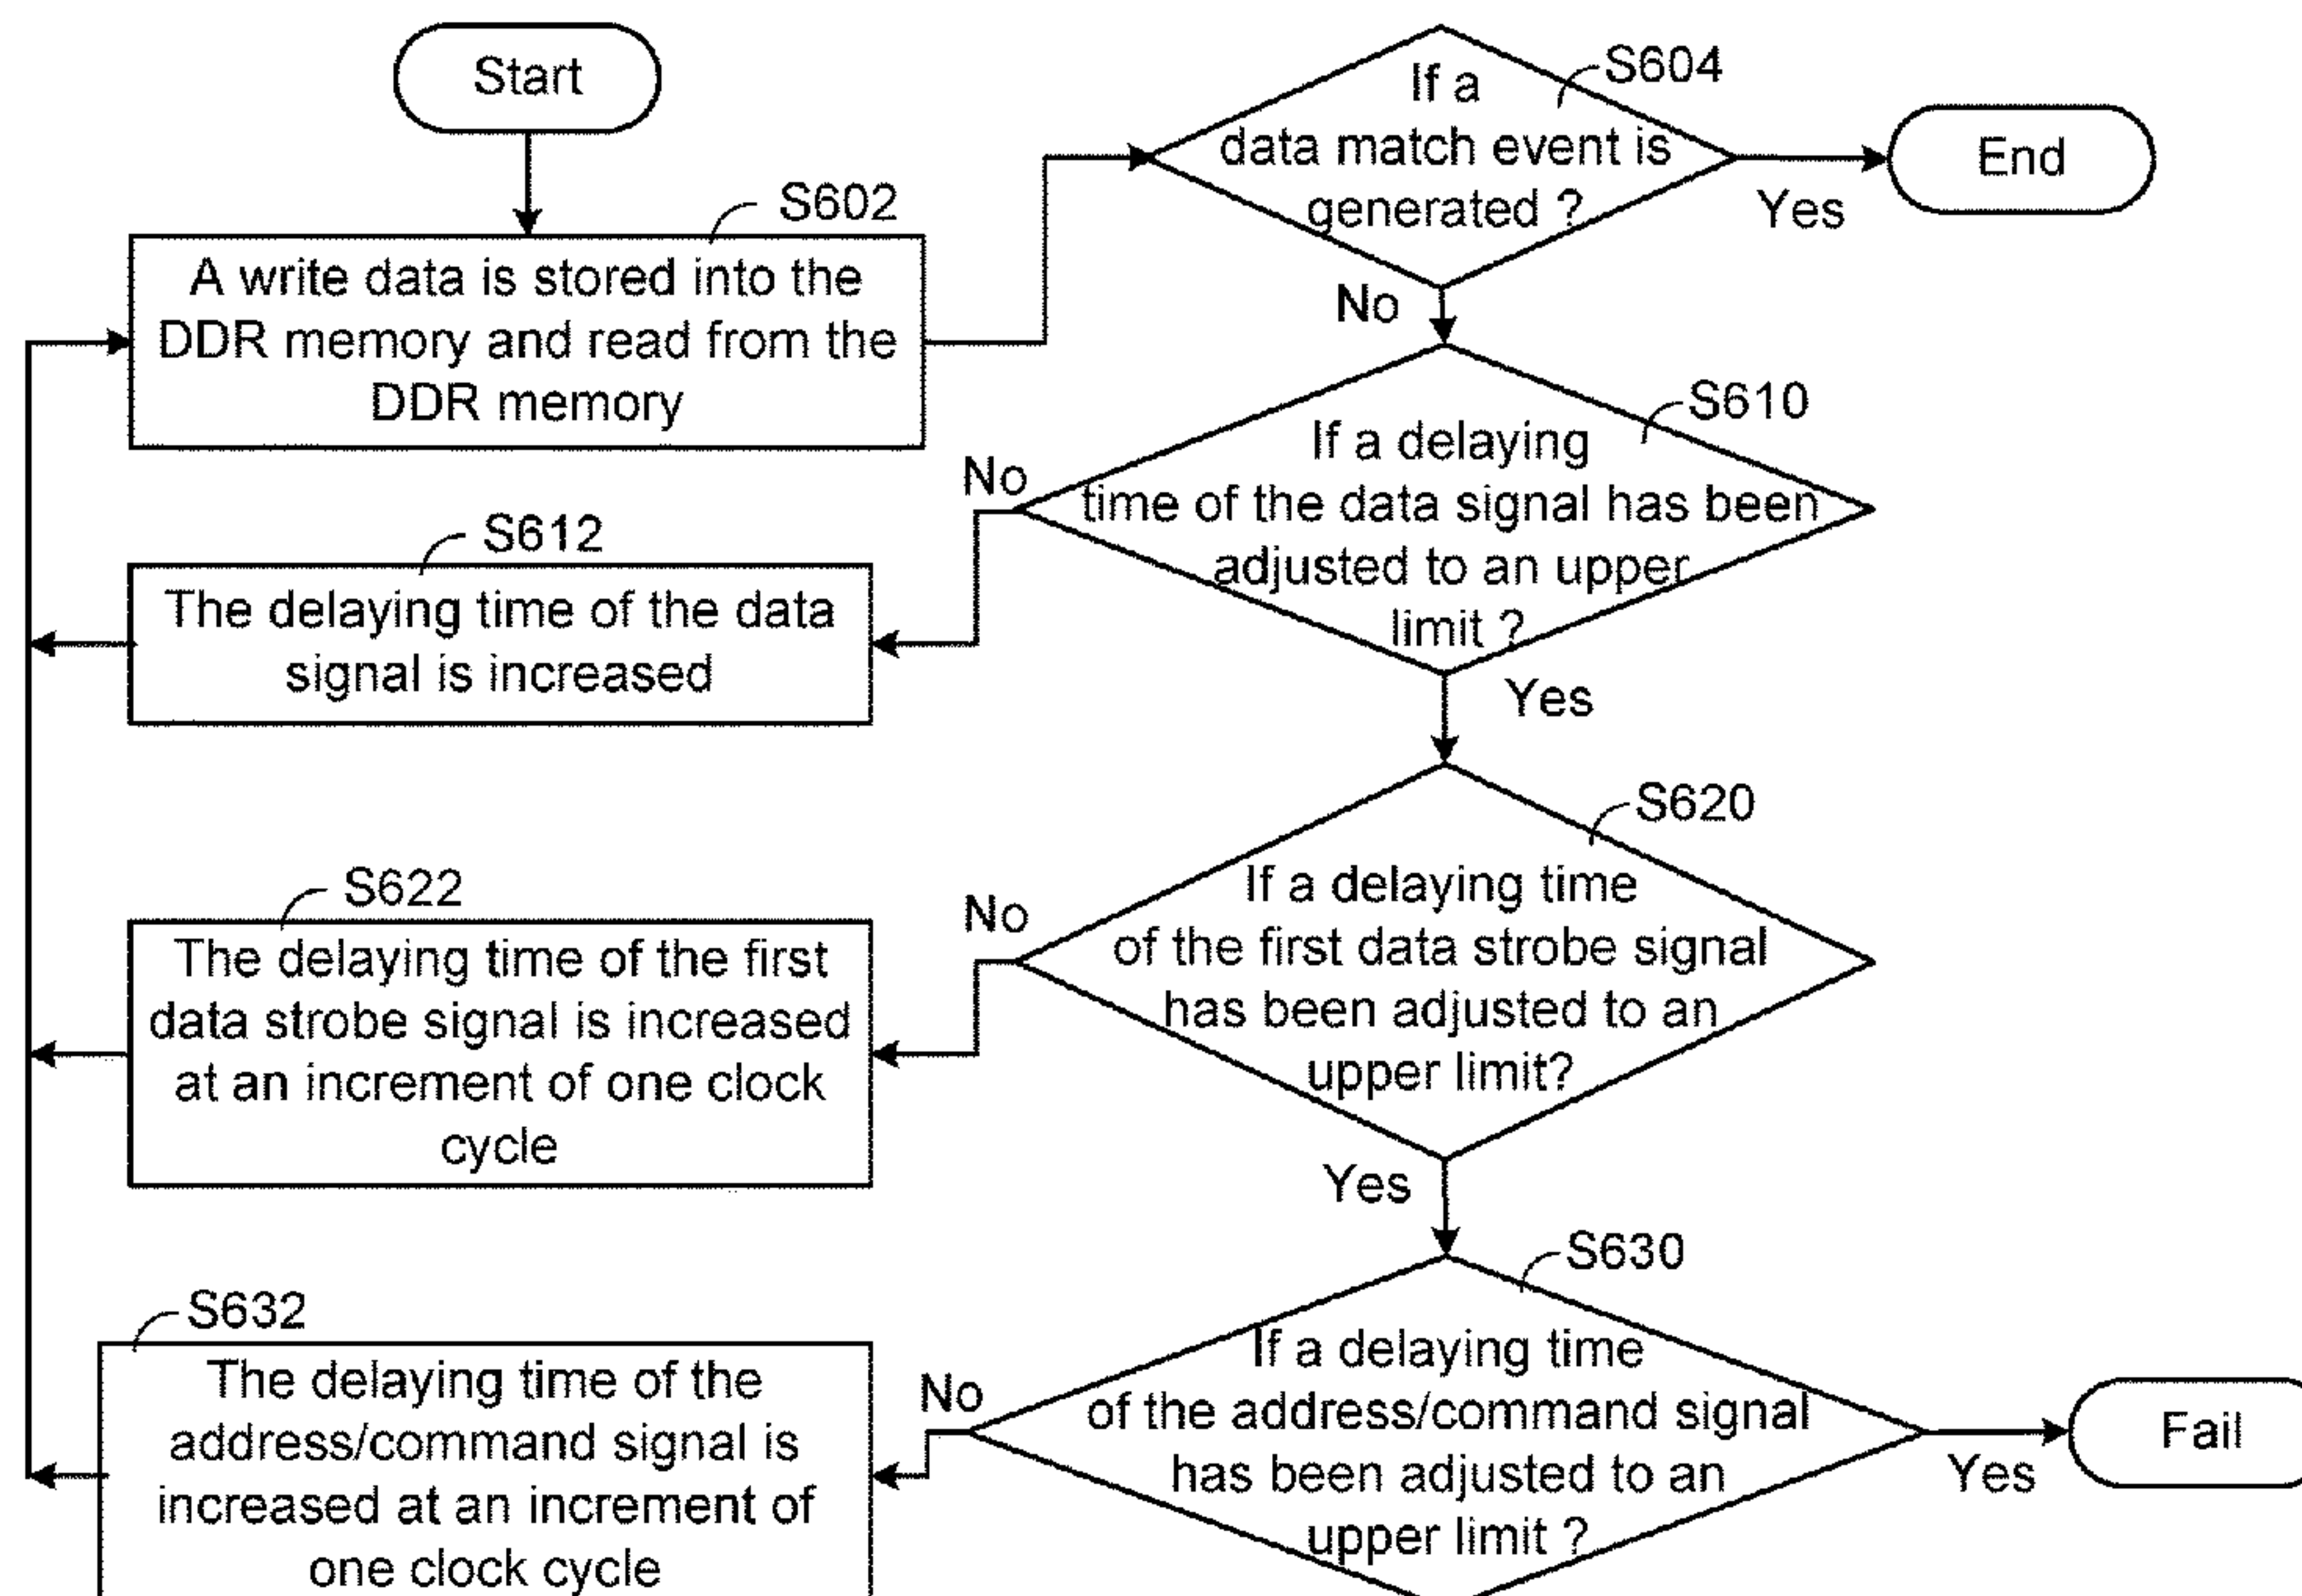 Start
S602
A write data is stored into the
DDR memory and read from the
DDR memory
S604
If a
data match event is
generated ?
Yes
End
No
S610
If a delaying
time of the data signal has been
adjusted to an upper
limit ?
No
S612
The delaying time of the data
signal is increased
Yes
S620
If a delaying time
of the first data strobe signal
has been adjusted to an
upper limit?
No
S622
The delaying time of the first
data strobe signal is increased
at an increment of one clock
cycle
Yes
S630
If a delaying time
of the address/command signal
has been adjusted to an
upper limit ?
No
S632
The delaying time of the
address/command signal is
increased at an increment of
one clock cycle
Yes
Fail